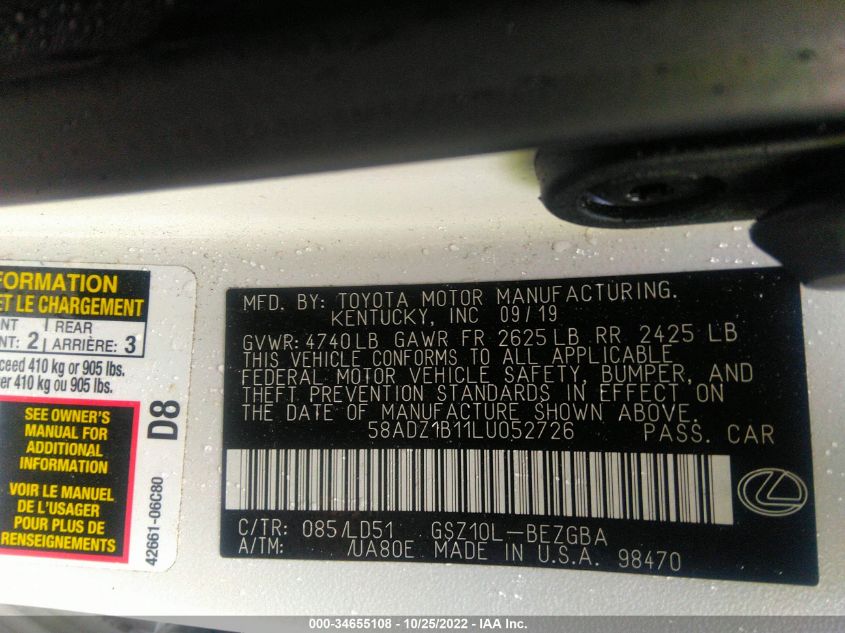 FORMATION
ET LE CHARGEMENT
NT 2 | REAR
NT: ARRIÈRE: 3
ceed 410 kg or 905 lbs.
er 410 kg ou 905 lbs.
SEE OWNER'S
MANUAL FOR
ADDITIONAL
INFORMATION
VOIR LE MANUEL
DE L'USAGER
POUR PLUS DE
RENSEIGNEMENTS
D8
42661-06C80
MFD. BY: TOYOTA MOTOR MANUFACTURING.
KENTUCKY, INC 09/19
GVWR: 4740LB GAWR FR 2625LB RR 2425 LB
THIS VEHICLE CONFORMS TO ALL APPLICABLE
FEDERAL MOTOR VEHICLE SAFETY, BUMPER, AND
THEFT PREVENTION STANDARDS IN EFFECT ON
THE DATE OF MANUFACTURE SHOWN ABOVE.
58ADZ1B11LU052726 PASS. CAR
C/TR: 085/LD51 GSZ10L-BEZGBA
A/TM: /UA80E MADE IN U.S.A. 98470
000-34655108 - 10/25/2022 - IAA Inc.